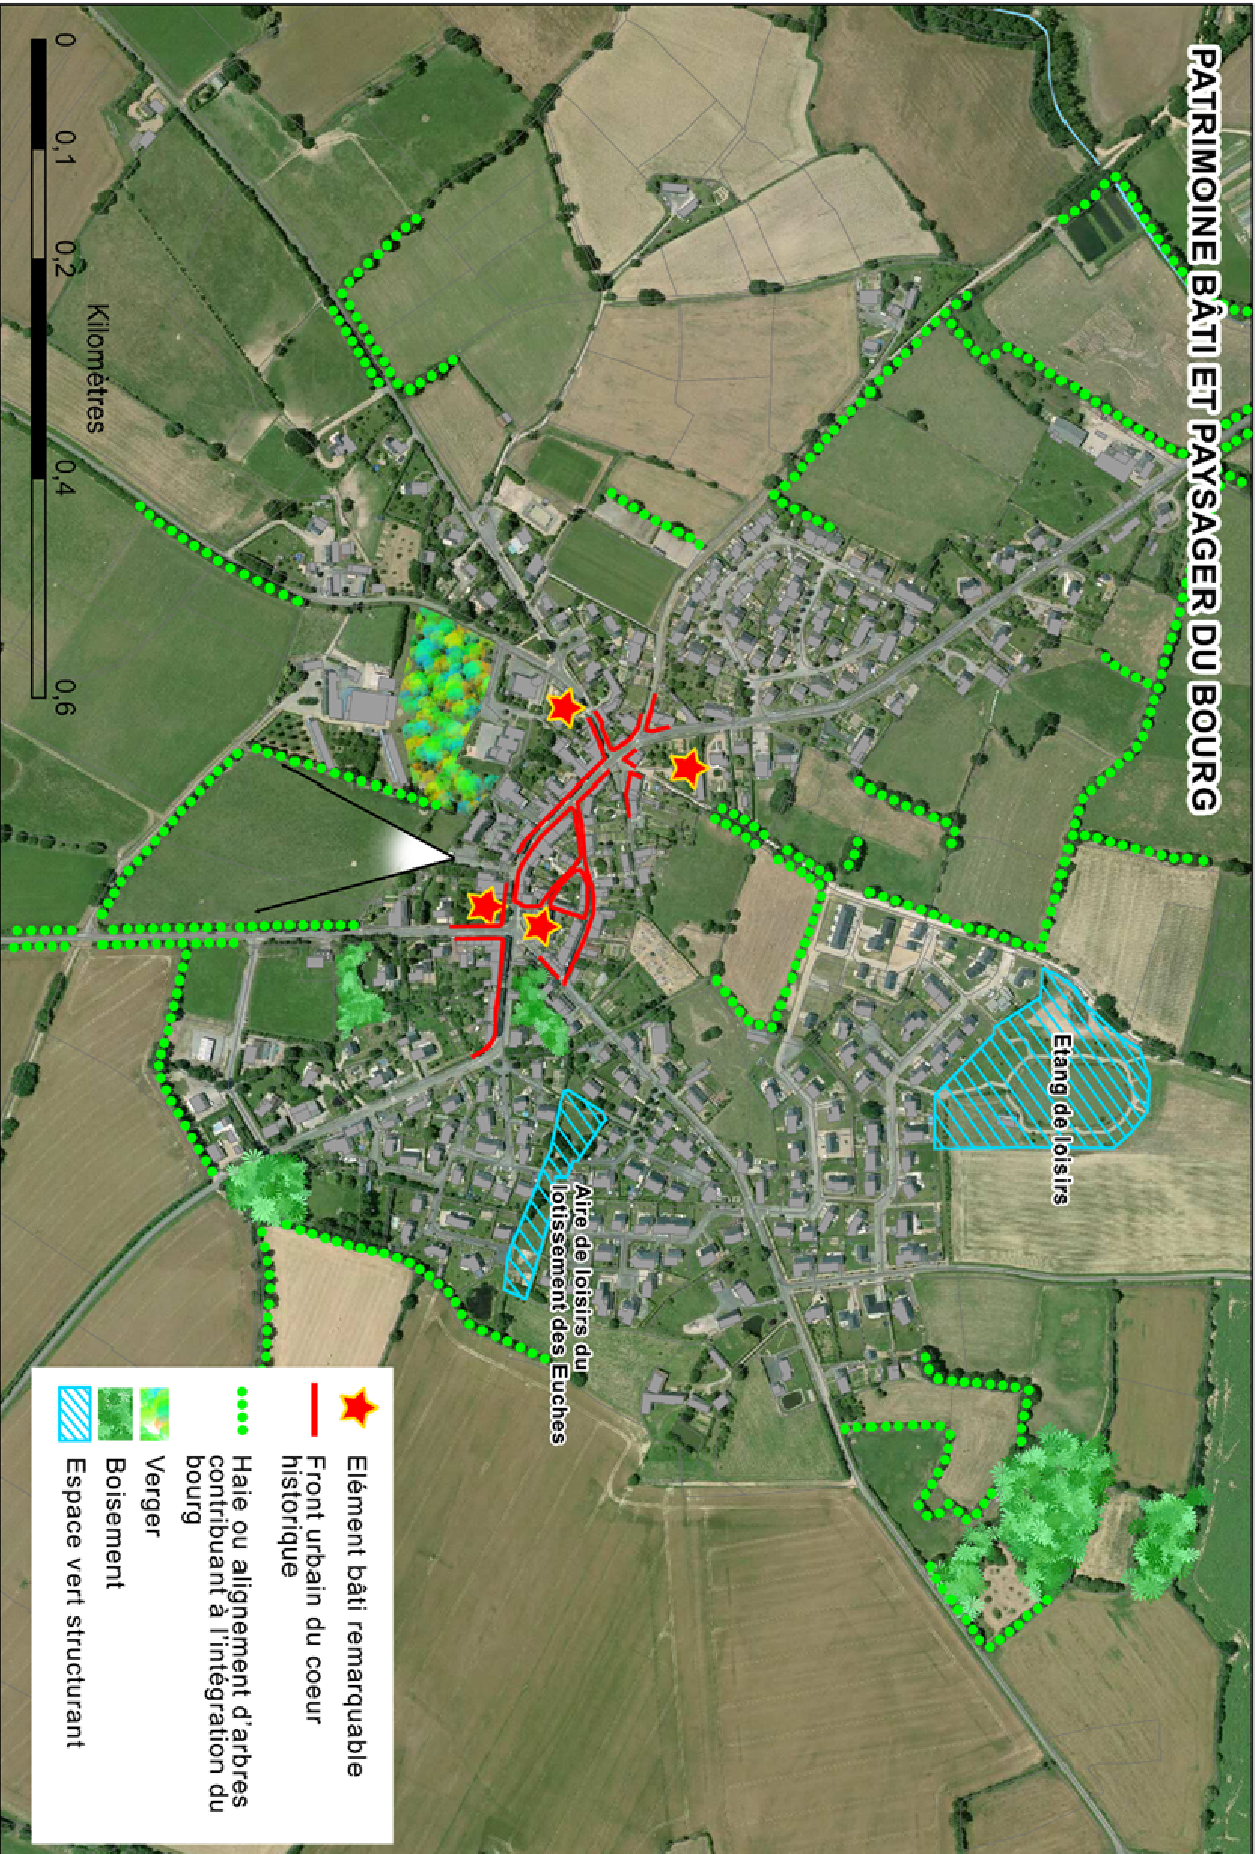 PATRIMOINE BÂTI ET PAYSAGER DU BOURG
Etang de loisirs
Aire de loisirs du
lotissement des Euches
0 0,1 0,2 0,4 0,6
Kilomètres
Elément bâti remarquable
Front urbain du coeur
historique
Haie ou alignement d'arbres
contribuant à l'intégration du
bourg
Verger
Boisement
Espace vert structurant